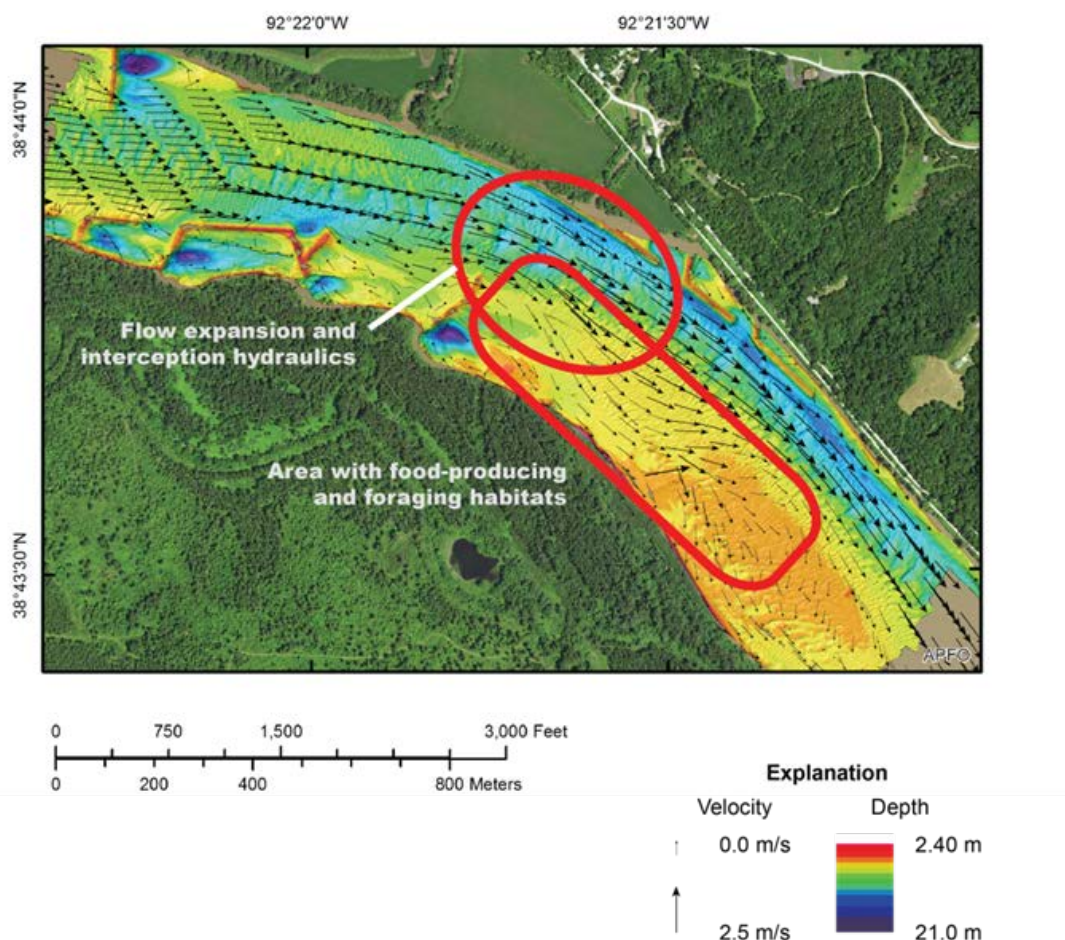 92°22'0"W
92°21'30"W
38°44'0"N
38°43'30"N
Flow expansion and
interception hydraulics
Area with food-producing
and foraging habitats
APFO
0 750 1,500 3,000 Feet
0 200 400 800 Meters
Explanation
Velocity Depth
0.0 m/s 2.40 m
2.5 m/s 21.0 m